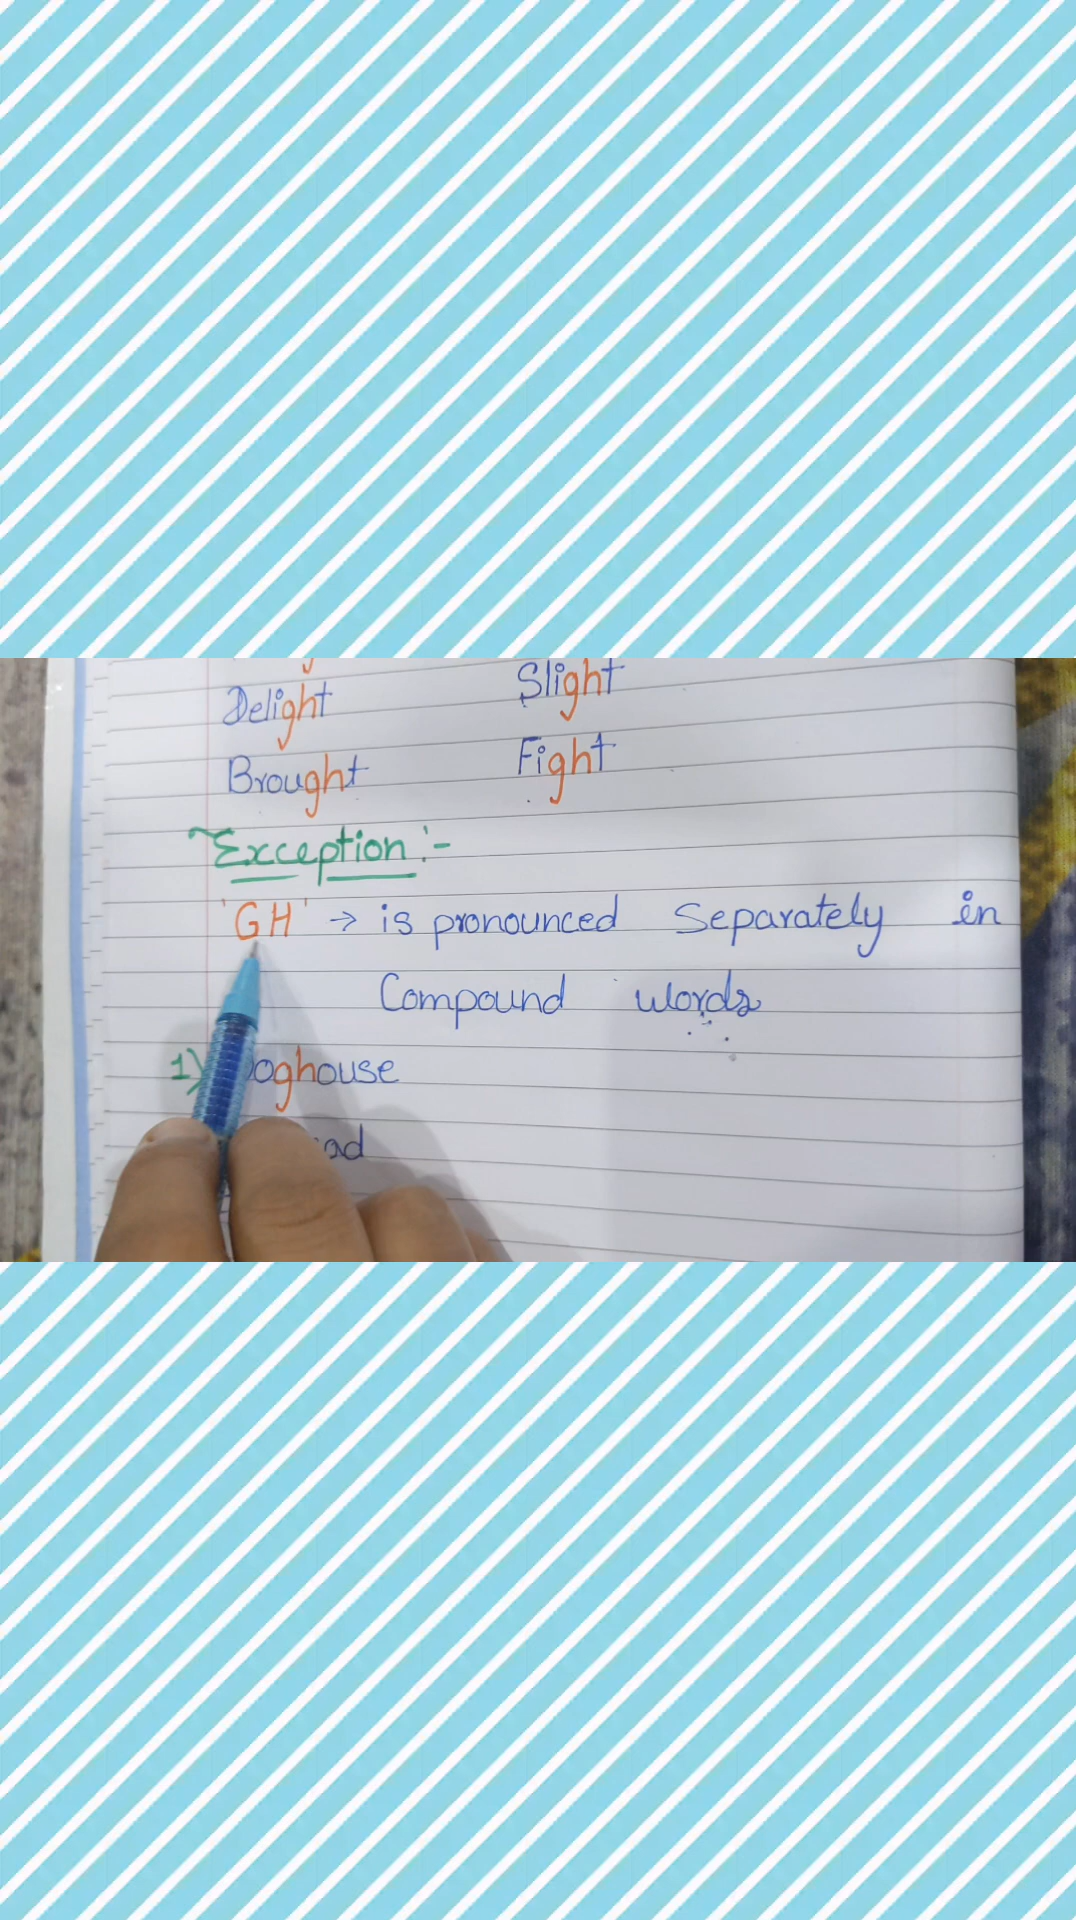 Delight Slight
Brought Fight
Exception :-
'GH' → is pronounced Separately in
Compound words
1) oghouse